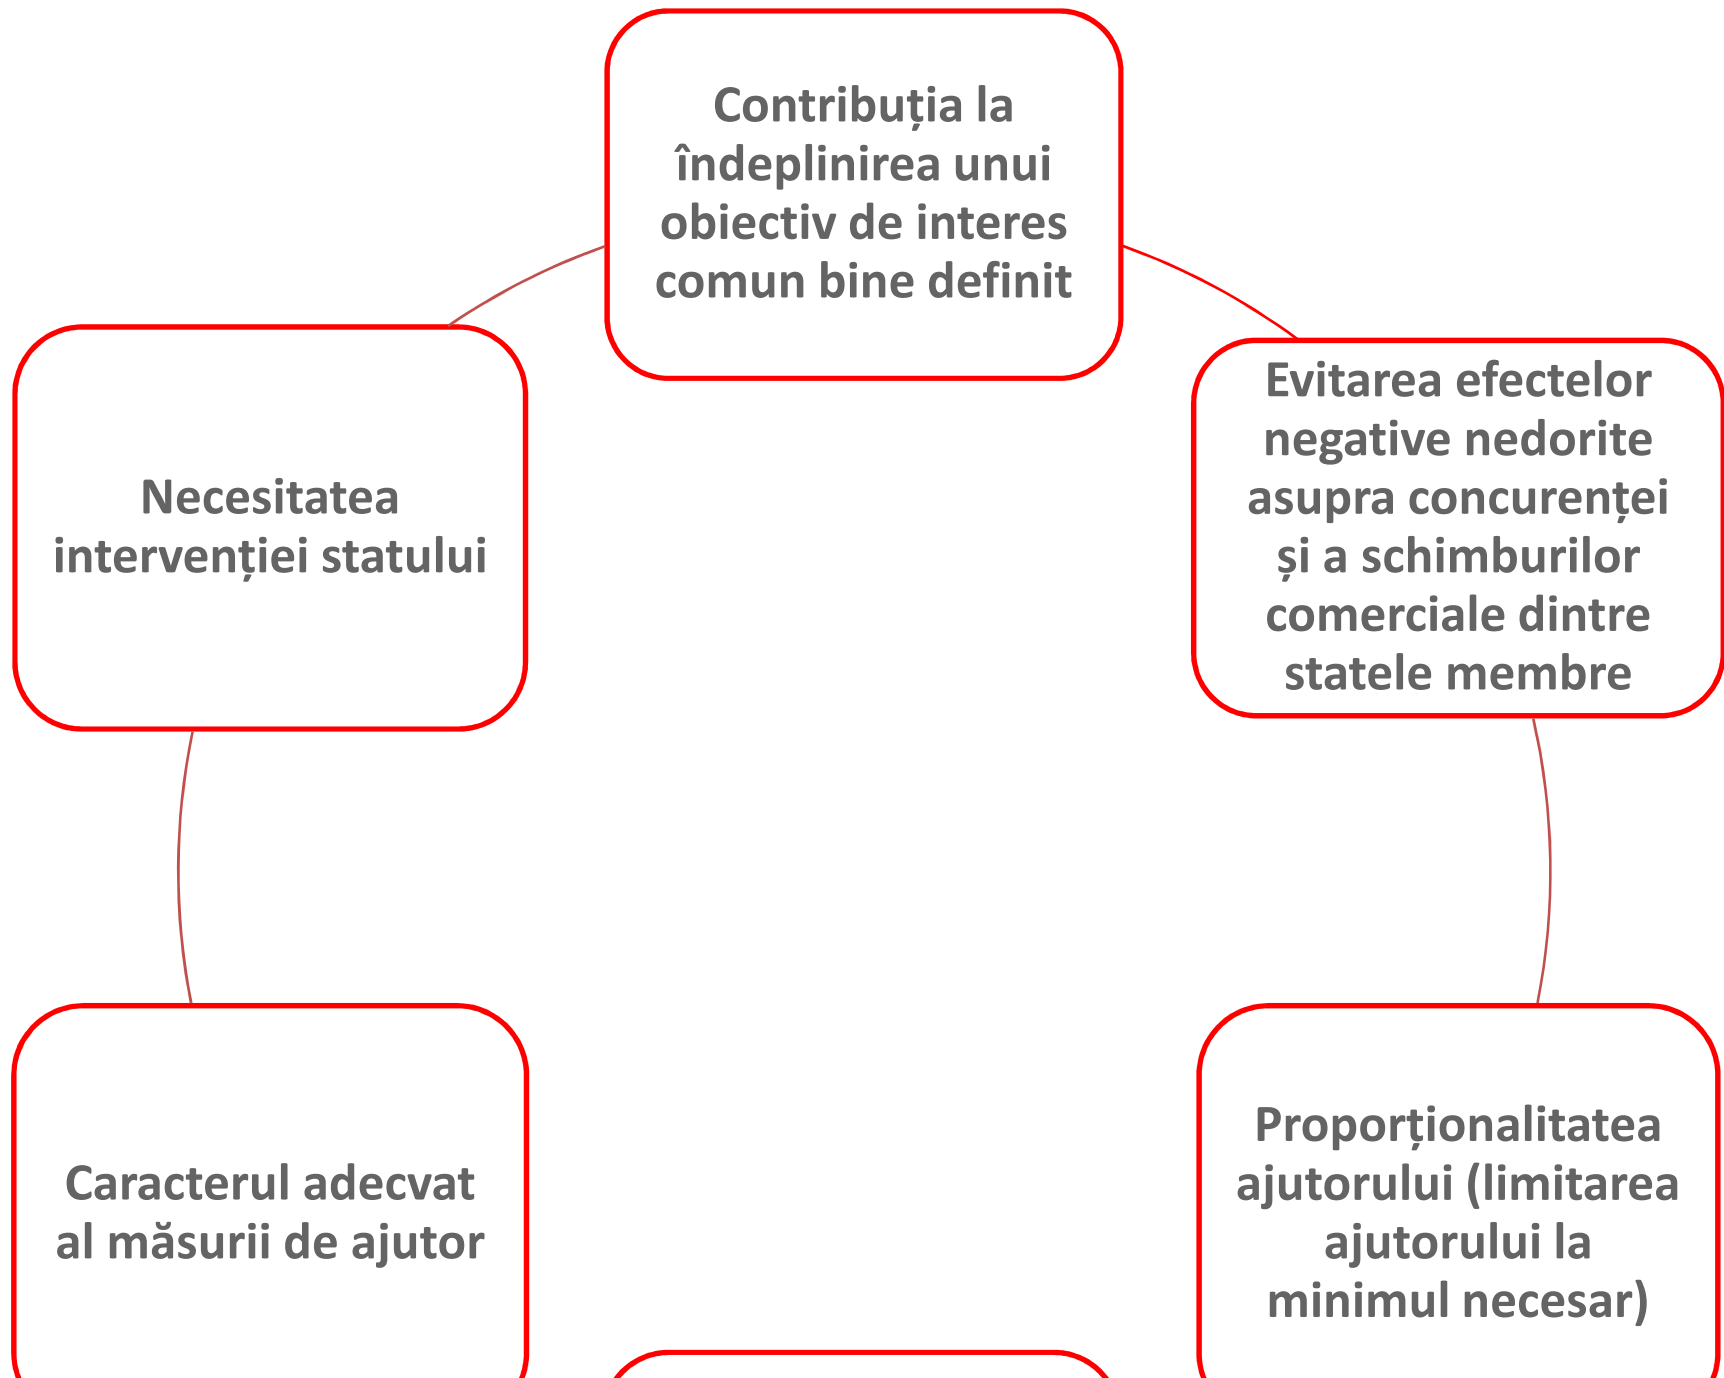 Contribuția la
îndeplinirea unui
obiectiv de interes
comun bine definit
Evitarea efectelor
negative nedorite
asupra concurenței
și a schimburilor
comerciale dintre
statele membre
Necesitatea
intervenției statului
Proporționalitatea
ajutorului (limitarea
ajutorului la
minimul necesar)
Caracterul adecvat
al măsurii de ajutor